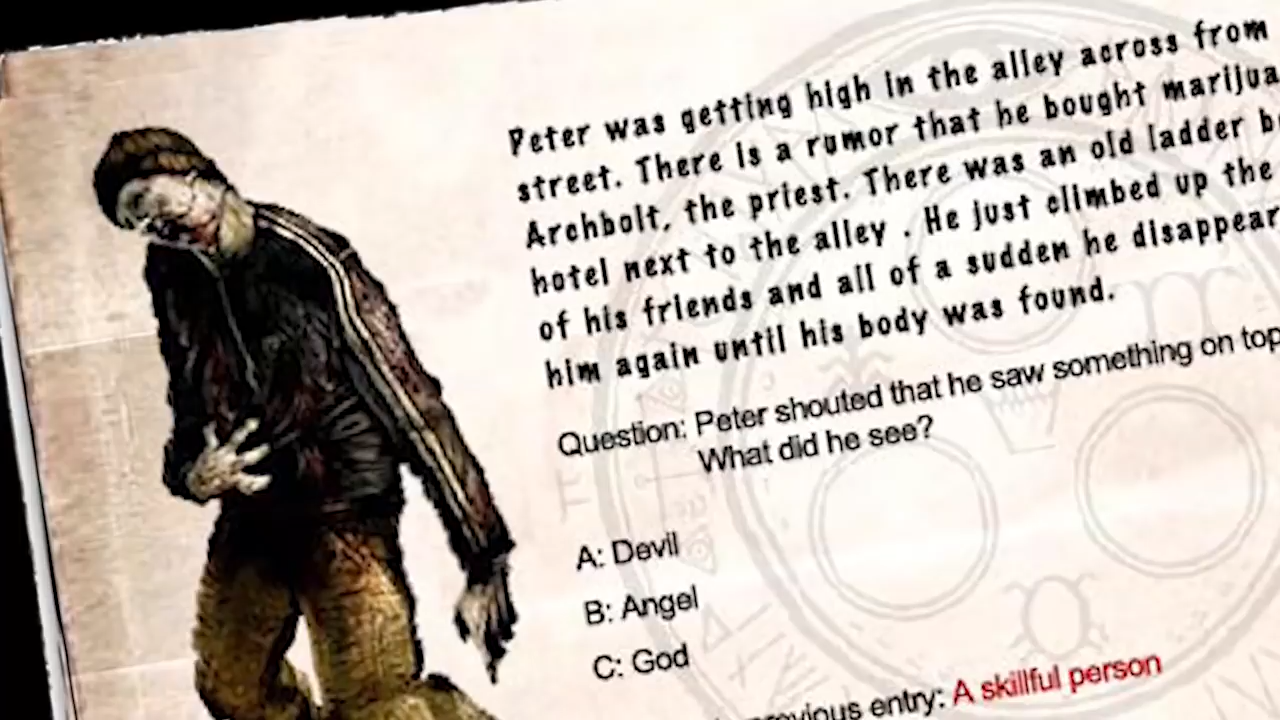 Peter was getting high in the alley across from
street. There is a rumor that he bought
Archbolt, the priest. There was an old ladder
hotel next to the alley . He just climbed up the
of his friends and all of a sudden he
him again until his body was found.
Question: Peter shouted that he saw something on top
What did he see?
A: Devil
B: Angel
C: God
entry: A skillful person